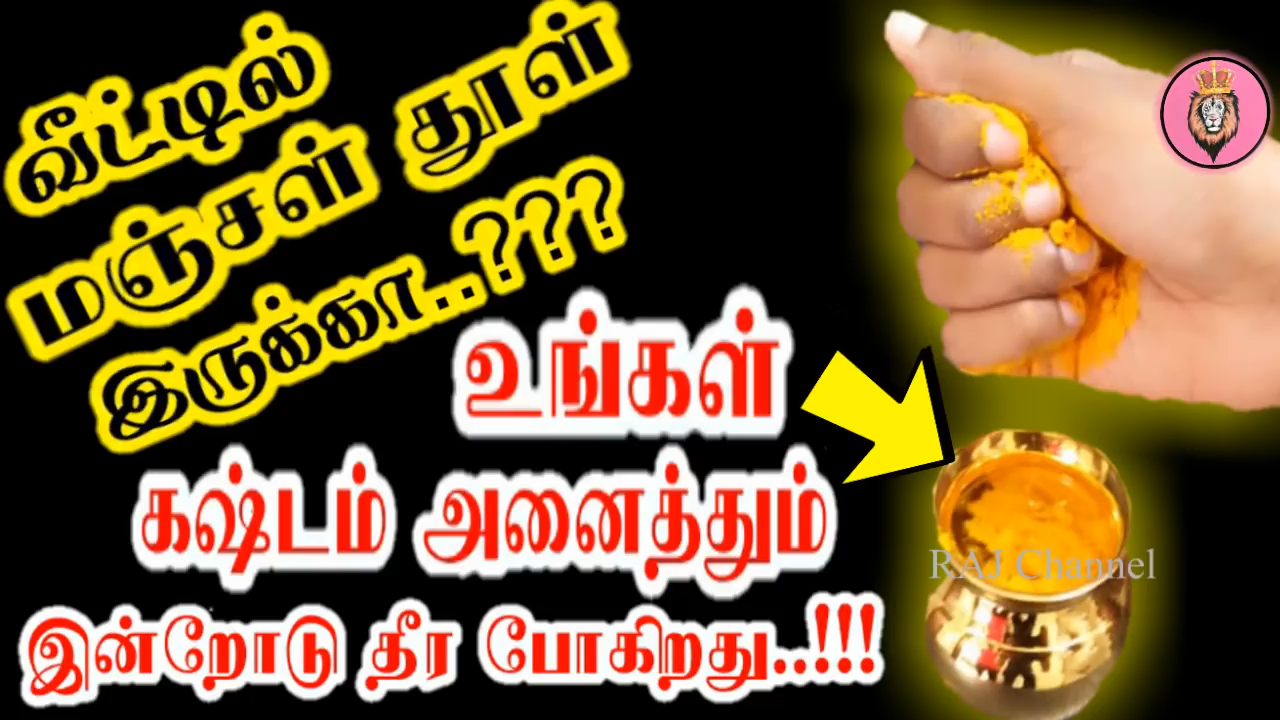 வீட்டில்
மஞ்சள் தூள்
இருக்கா..???
உங்கள்
கஷ்டம் அனைத்தும்
இன்றோடு தீர போகிறது..!!!
RAJ Channel